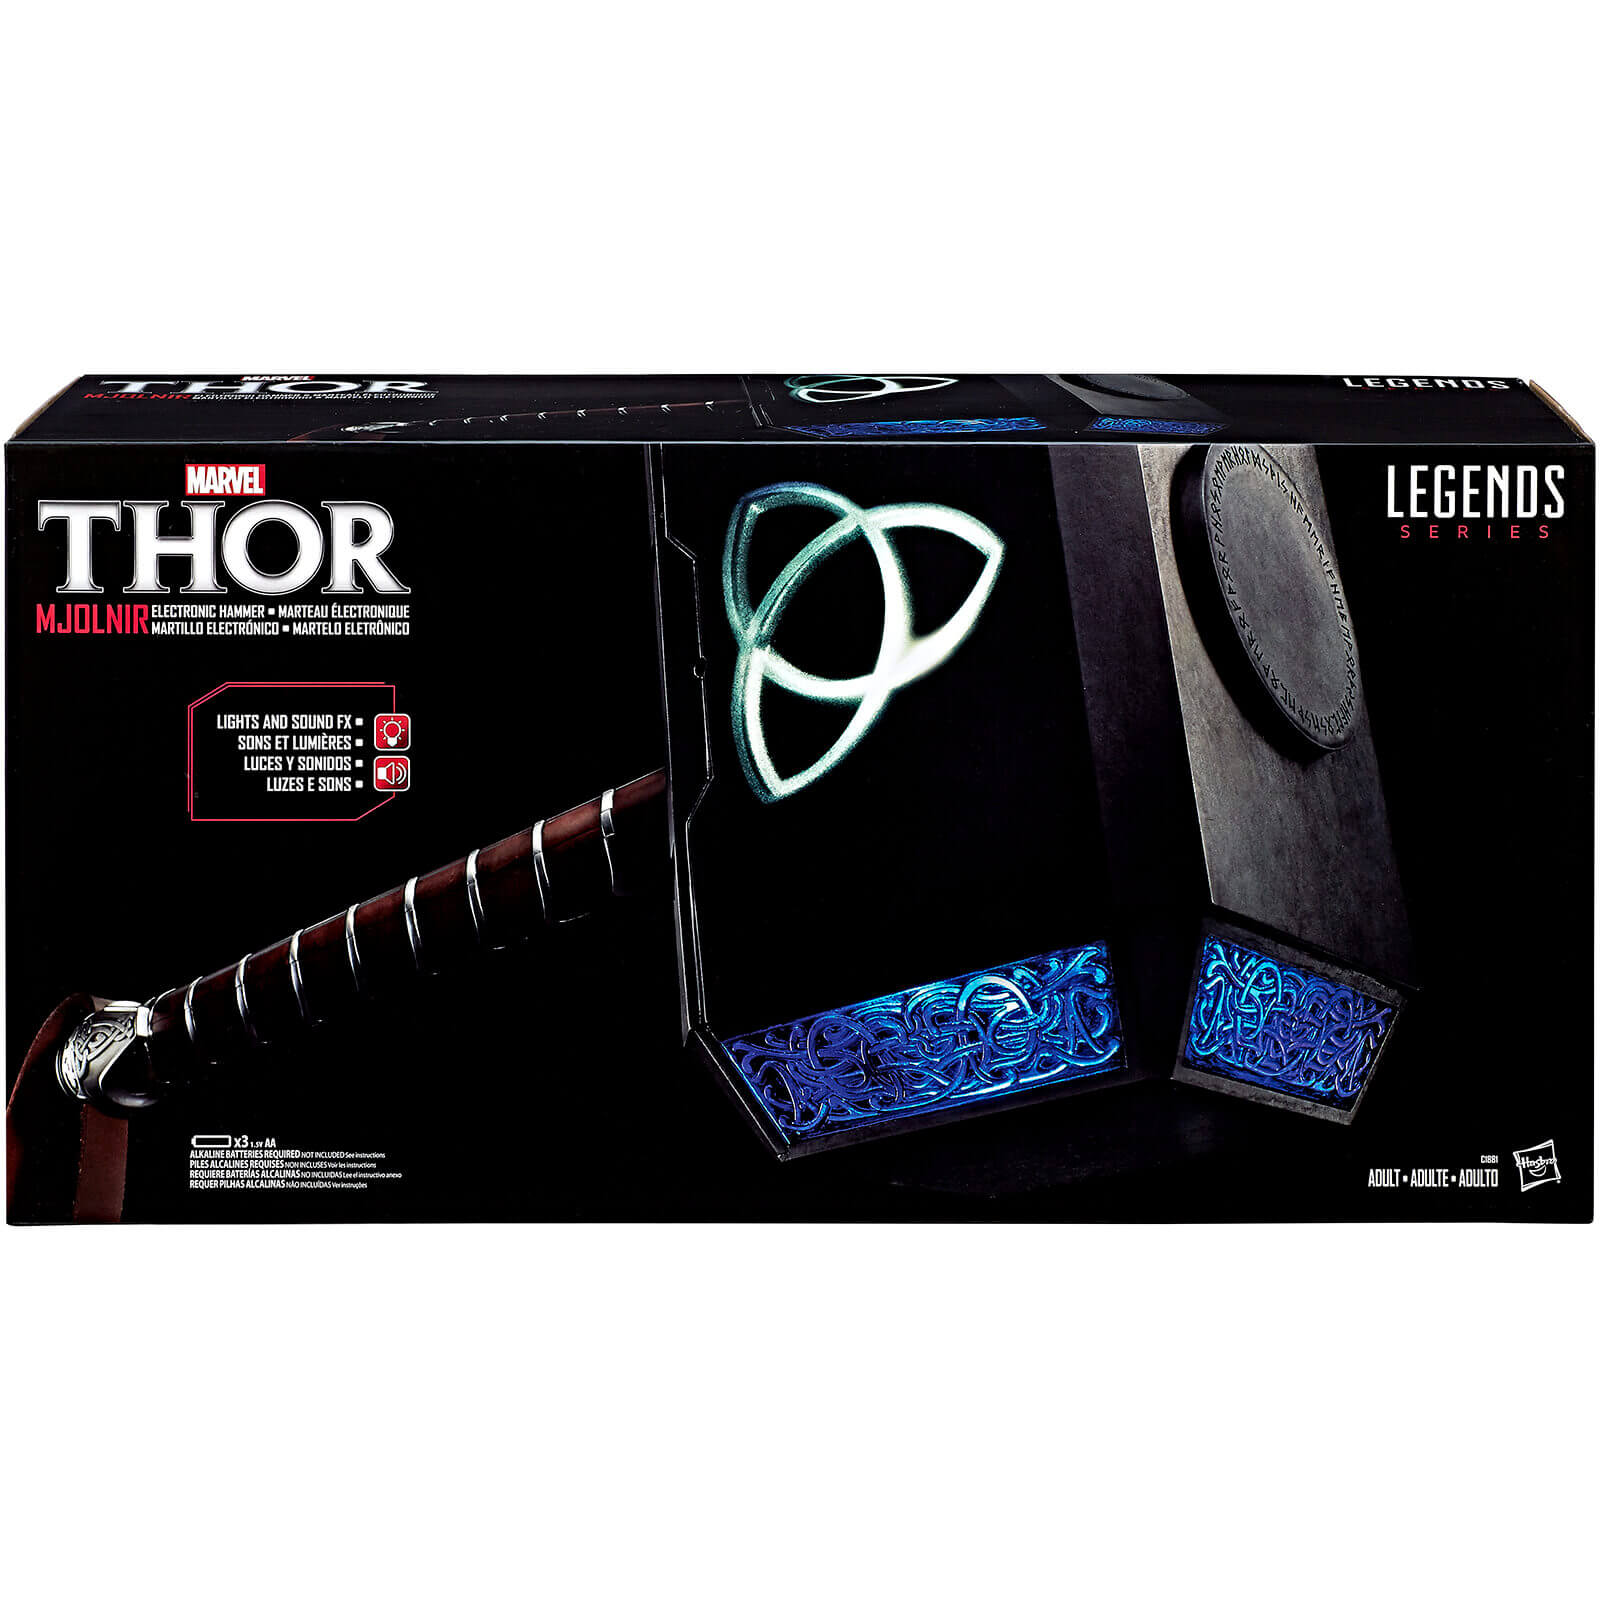 MARVEL
THOR
MJOLNIR
LEGENDS
MARVEL
THOR
MJOLNIR
ELECTRONIC HAMMER ▪ MARTEAU ÉLECTRONIQUE
MARTILLO ELECTRÓNICO ▪ MARTELO ELETRÔNICO
LEGENDS
SERIES
LIGHTS AND SOUND FX ▪
SONS ET LUMIÈRES ▪
LUCES Y SONIDOS ▪
LUZES E SONS ▪
x3 1.5V AA
ALKALINE BATTERIES REQUIRED NOT INCLUDED See instructions
PILES ALCALINES REQUISES NON INCLUSES Voir les instructions
REQUIERE BATERÍAS ALCALINAS NO INCLUIDAS Lee el instructivo anexo
REQUER PILHAS ALCALINAS NÃO INCLUÍDAS Ver instruções
C1881
ADULT ▪ ADULTE ▪ ADULTO
Hasbro